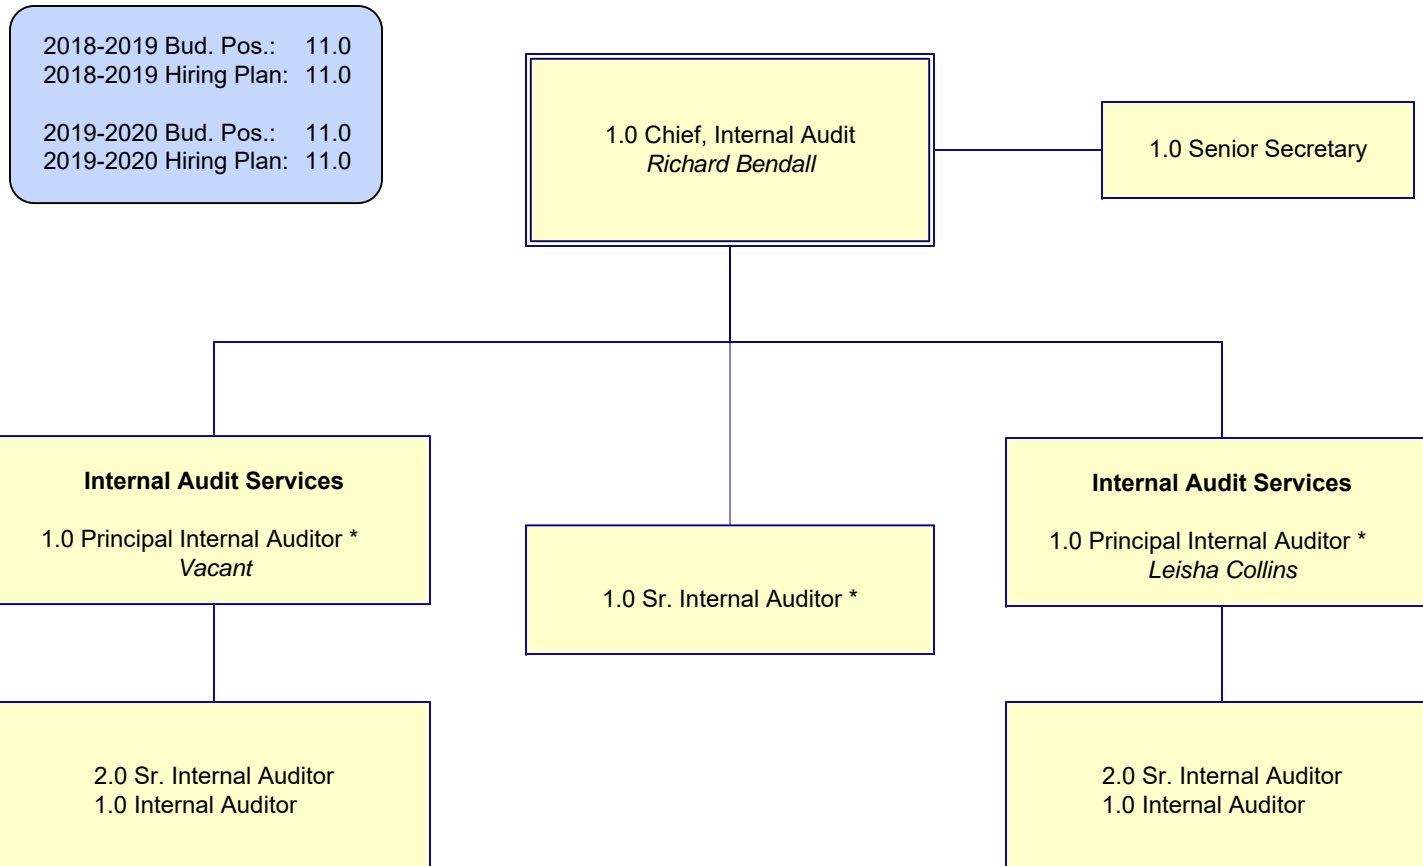 2018-2019 Bud. Pos.: 11.0
2018-2019 Hiring Plan: 11.0
2019-2020 Bud. Pos.: 11.0
2019-2020 Hiring Plan: 11.0
1.0 Chief, Internal Audit
Richard Bendall
1.0 Senior Secretary
Internal Audit Services
1.0 Principal Internal Auditor *
Vacant
1.0 Sr. Internal Auditor *
Internal Audit Services
1.0 Principal Internal Auditor *
Leisha Collins
2.0 Sr. Internal Auditor
1.0 Internal Auditor
2.0 Sr. Internal Auditor
1.0 Internal Auditor